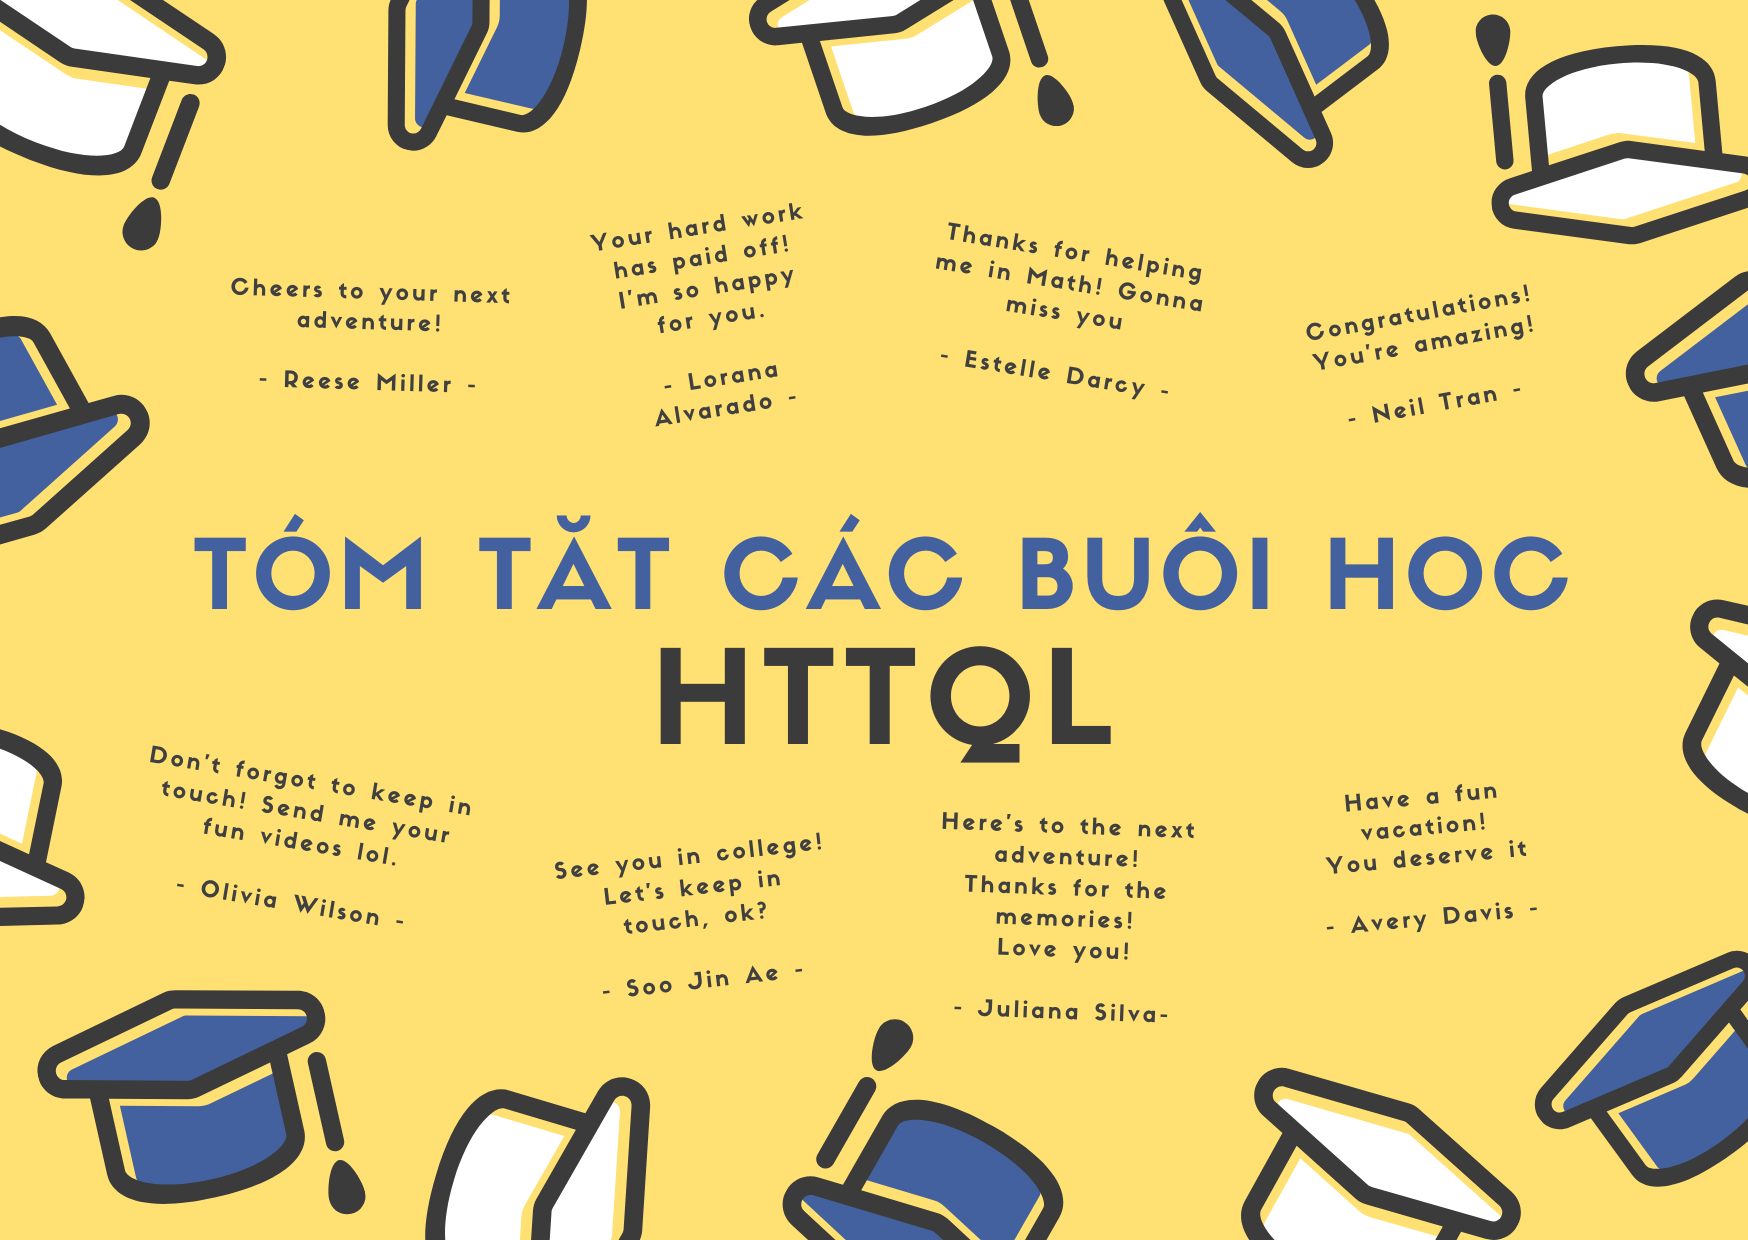 Cheers to your next
adventure!
- Reese Miller -
Your hard work
has paid off!
I'm so happy
for you.
- Lorana
Alvarado -
Thanks for helping
me in Math! Gonna
miss you
- Estelle Darcy -
Congratulations!
You're amazing!
- Neil Tran -
TÓM TĂT CÁC BUÔI HOC
HTTQL
Don't forgot to keep in
touch! Send me your
fun videos lol.
- Olivia Wilson -
See you in college!
Let's keep in
touch, ok?
- Soo Jin Ae -
Here's to the next
adventure!
Thanks for the
memories!
Love you!
- Juliana Silva-
Have a fun
vacation!
You deserve it
- Avery Davis -